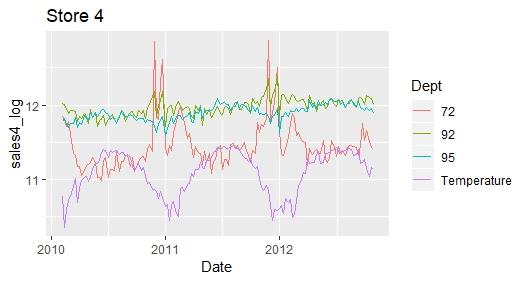 Store 4
sales4_log
12
11
2010
2011
2012
Date
Dept
72
92
95
Temperature